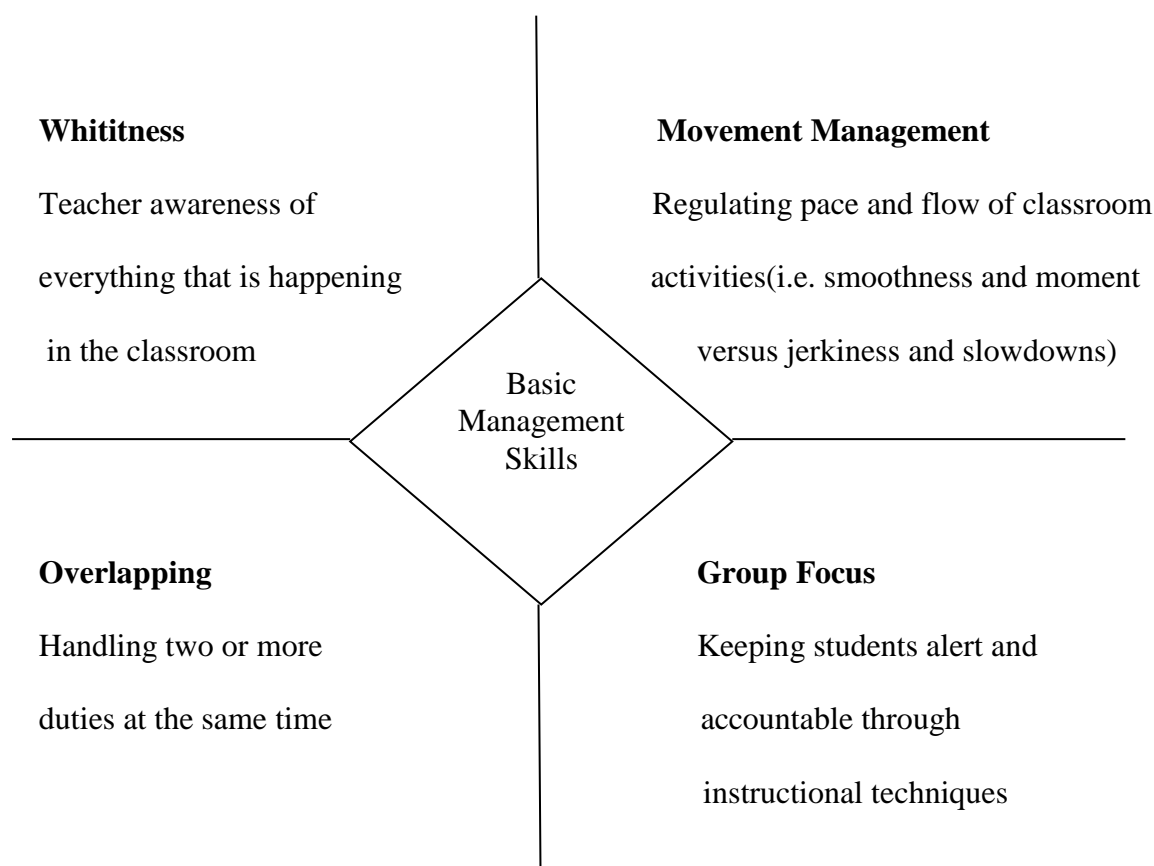 Whititness
Teacher awareness of
everything that is happening
in the classroom
Movement Management
Regulating pace and flow of classroom
activities(i.e. smoothness and moment
versus jerkiness and slowdowns)
Basic
Management
Skills
Overlapping
Handling two or more
duties at the same time
Group Focus
Keeping students alert and
accountable through
instructional techniques